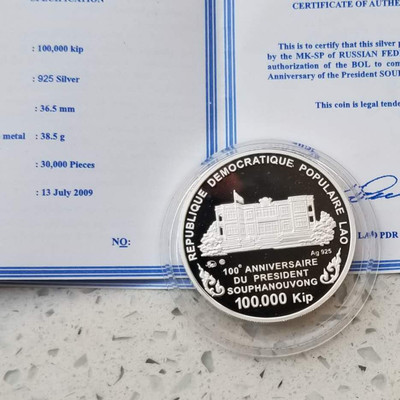 SPECIFICATION
: 100,000 kip
: 925 Silver
: 36.5 mm
metal : 38.5 g
: 30,000 Pieces
: 13 July 2009
NO:
CERTIFICATE OF AUTHE
This is to certify that this silver
by the MK-SP of RUSSIAN FED
authorization of the BOL to com
Anniversary of the President SOUP
This coin is legal tende
PDR
REPUBLIQUE DEMOCRATIQUE POPULAIRE LAO
Ag 925
100e ANNIVERSAIRE
DU PRESIDENT
SOUPHANOUVONG
100.000 Kip